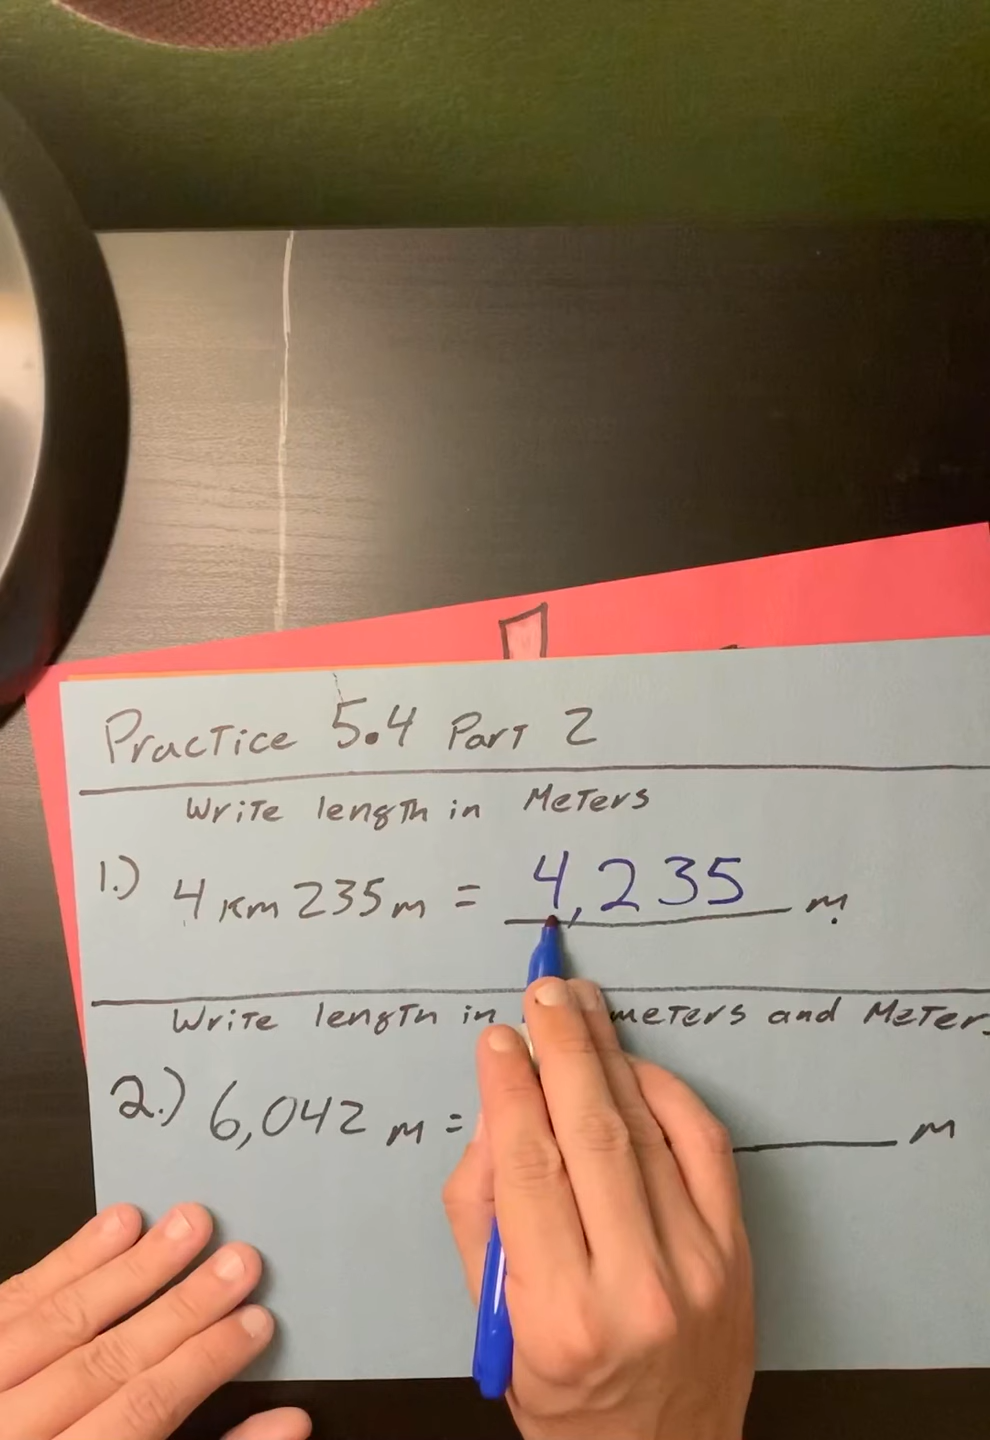 Practice 5.4 Part 2
Write length in Meters
1.) 4 Km 235 m = 4,235 m
Write length in meters and Meters
2.) 6,042 m = m